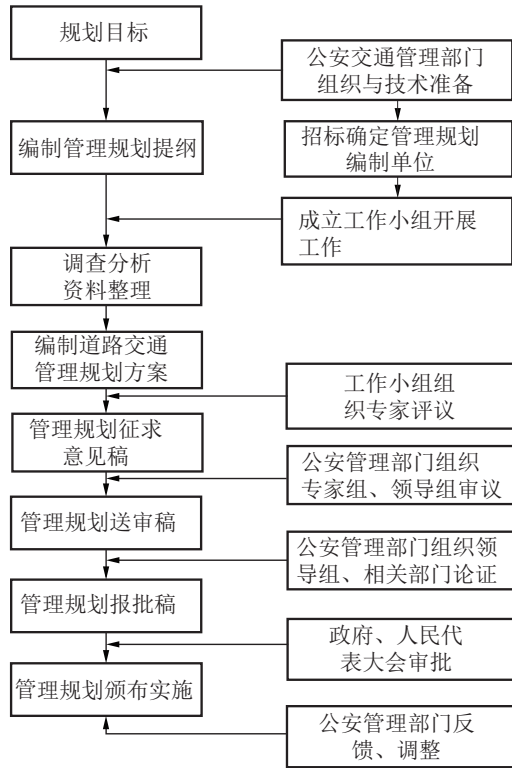 规划目标
公安交通管理部门
组织与技术准备
编制管理规划提纲
招标确定管理规划
编制单位
成立工作小组开展
工作
调查分析
资料整理
编制道路交通
管理规划方案
工作小组组
织专家评议
管理规划征求
意见稿
公安管理部门组织
专家组、领导组审议
管理规划送审稿
公安管理部门组织领
导组、相关部门论证
管理规划报批稿
政府、人民代
表大会审批
管理规划颁布实施
公安管理部门反
馈、调整